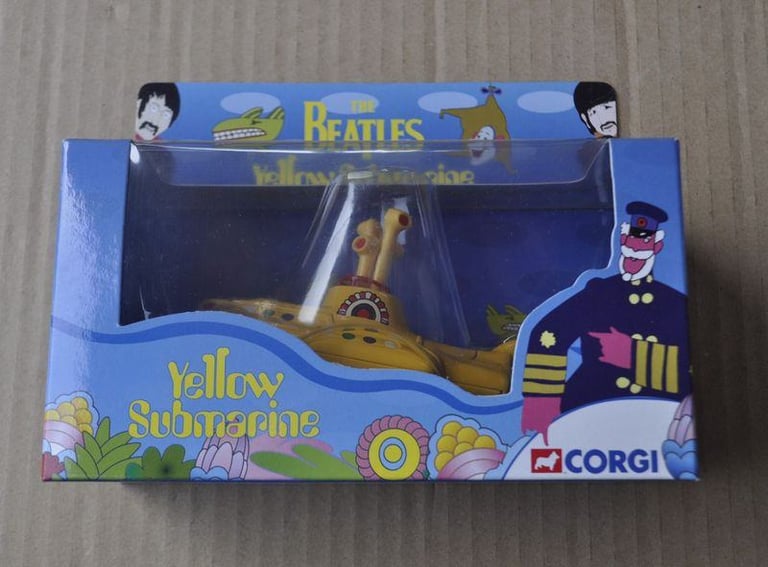 THE
BEATLES
Yellow Submarine
Yellow
Submarine
CORGI